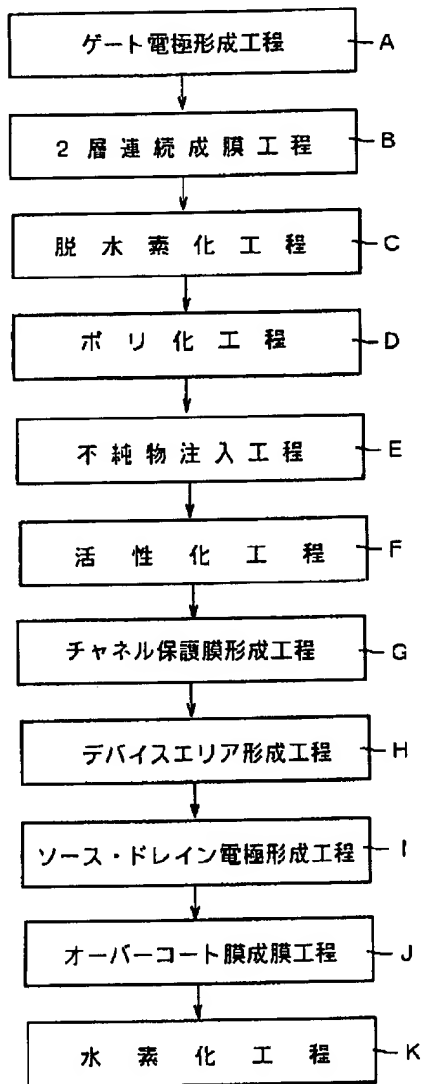 ゲート電極形成工程 A
2層連続成膜工程 B
脱水素化工程 C
ポリ化工程 D
不純物注入工程 E
活性化工程 F
チャネル保護膜形成工程 G
デバイスエリア形成工程 H
ソース・ドレイン電極形成工程 I
オーバーコート膜成膜工程 J
水素化工程 K